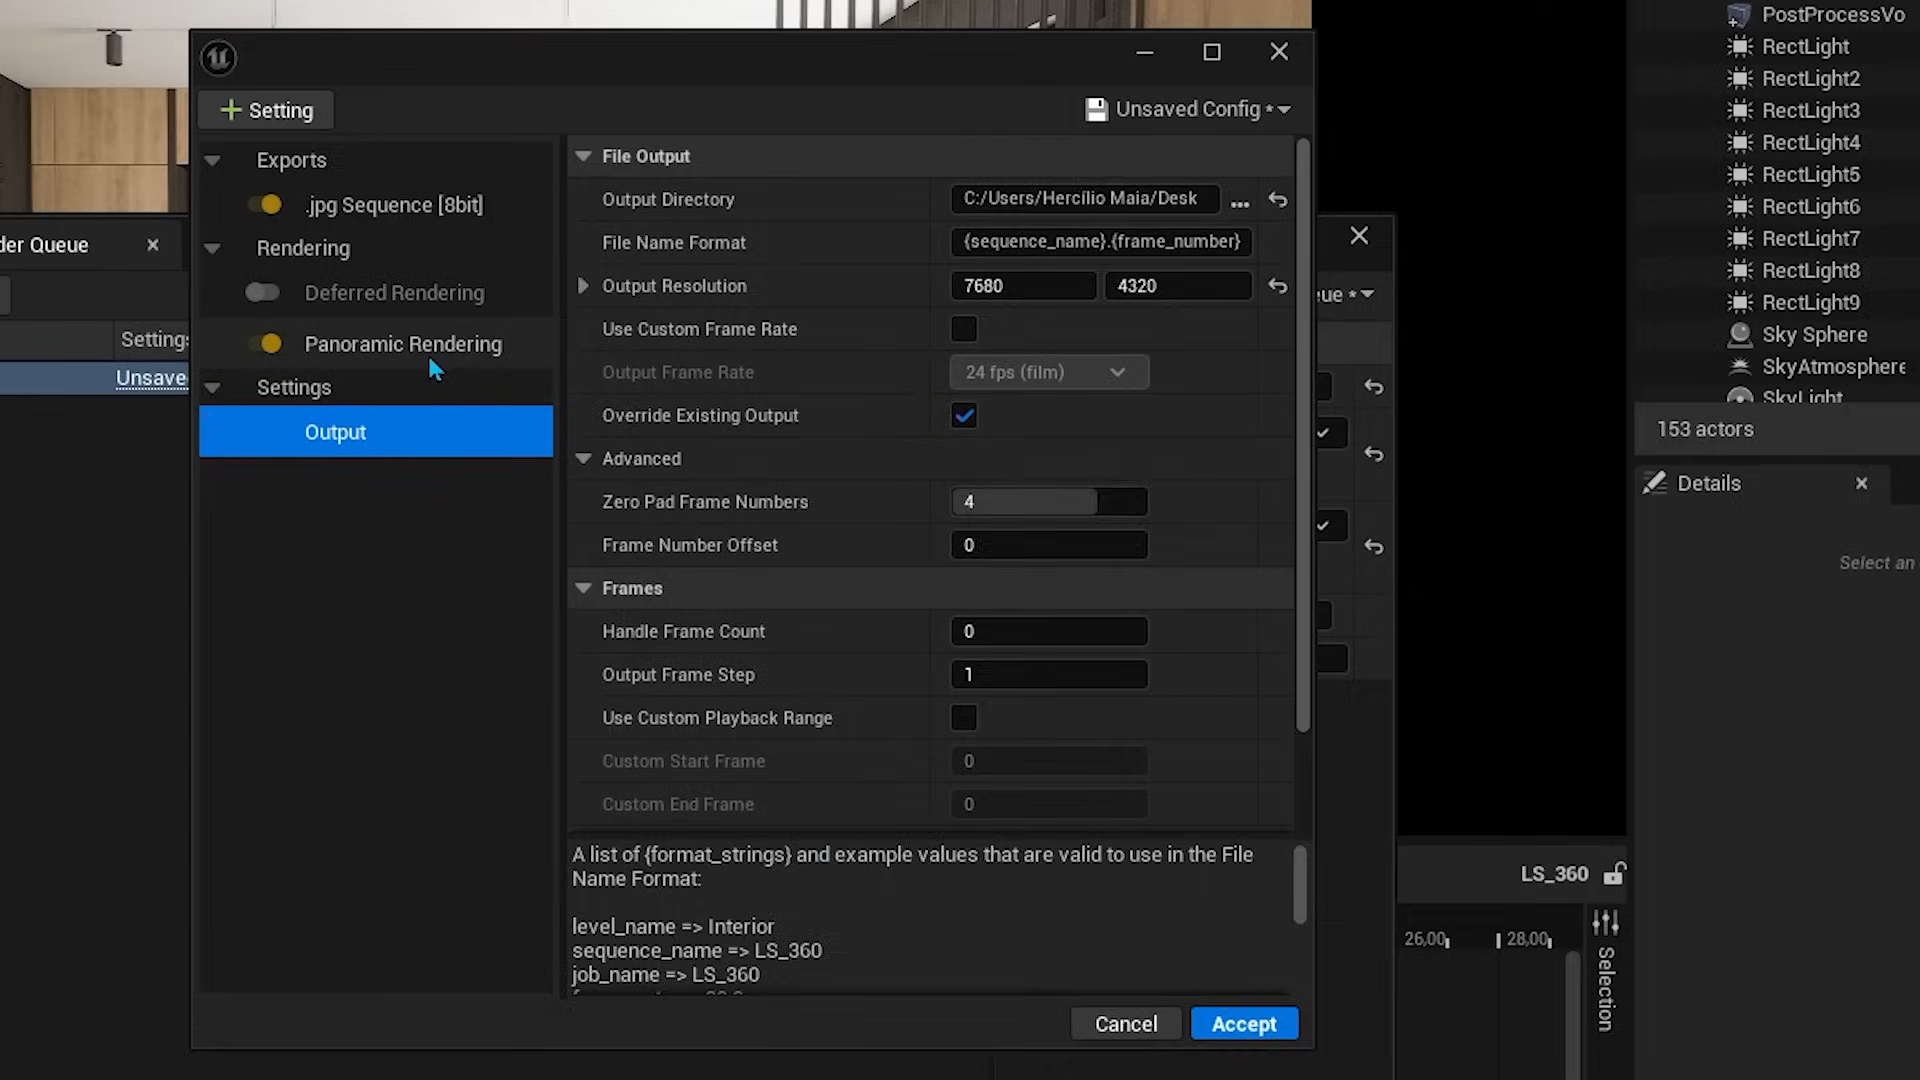 Setting
Unsaved Config *
Exports
.jpg Sequence [8bit]
Rendering
Deferred Rendering
Panoramic Rendering
Settings
Output
File Output
Output Directory
C:/Users/Hercílio Maia/Desk
...
File Name Format
{sequence_name}.{frame_number}
Output Resolution
7680
4320
Use Custom Frame Rate
Output Frame Rate
24 fps (film)
Override Existing Output
Advanced
Zero Pad Frame Numbers
4
Frame Number Offset
0
Frames
Handle Frame Count
0
Output Frame Step
1
Use Custom Playback Range
Custom Start Frame
0
Custom End Frame
0
A list of {format_strings} and example values that are valid to use in the File
Name Format:
level_name => Interior
sequence_name => LS_360
job_name => LS_360
Cancel
Accept
der Queue
Settings
Unsave
eue *
PostProcessVo
RectLight
RectLight2
RectLight3
RectLight4
RectLight5
RectLight6
RectLight7
RectLight8
RectLight9
Sky Sphere
SkyAtmosphere
SkyLight
153 actors
Details
Select an
LS_360
26,00
28,00
Selection